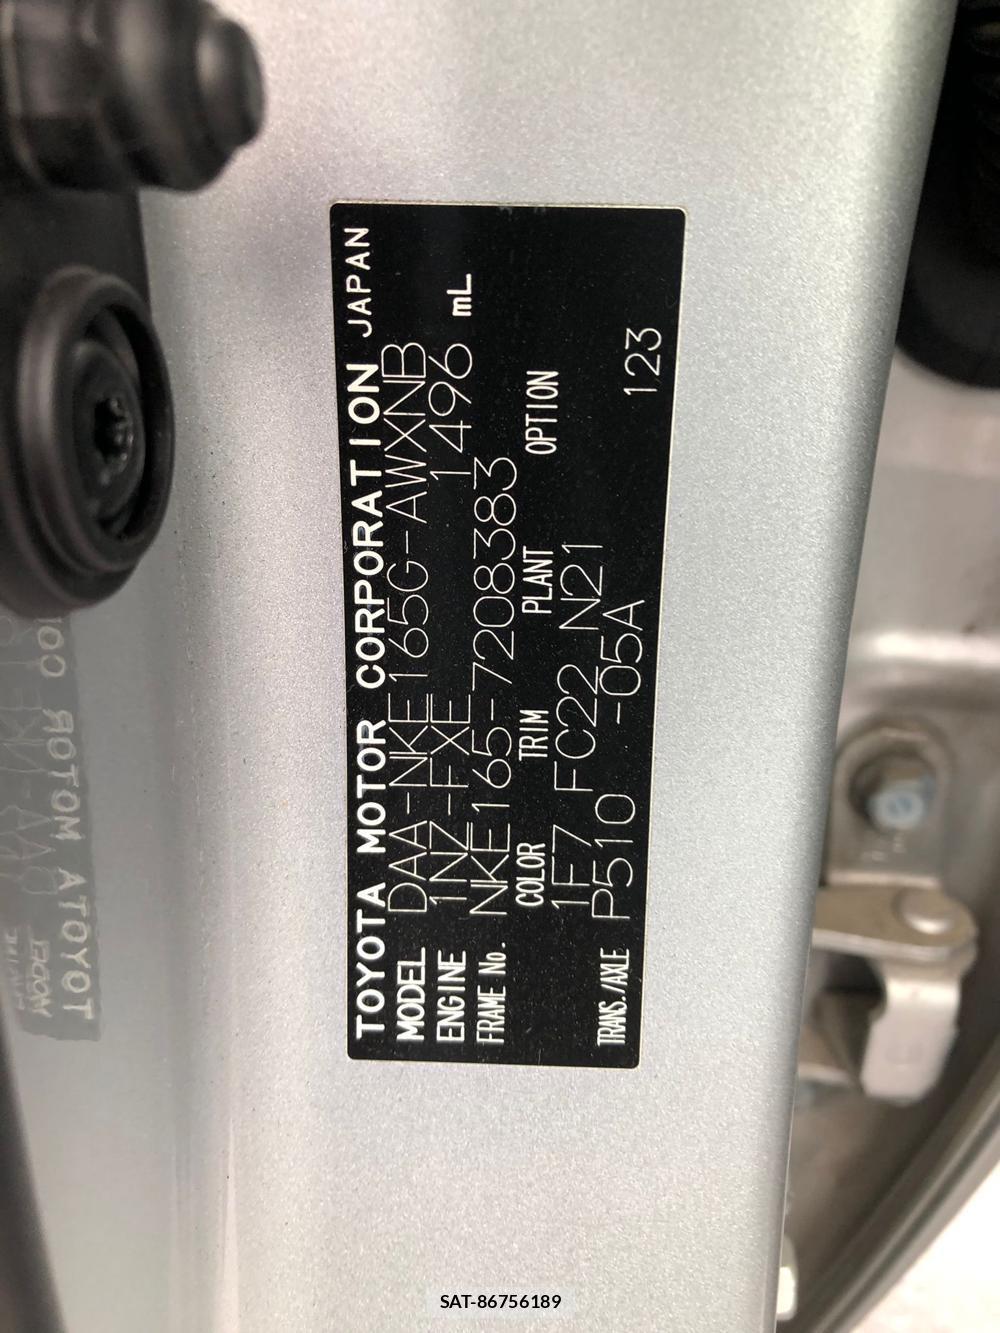 TOYOTA MOTOR CORPORATION JAPAN
MODEL DAA-NKE165G-AWXNB
ENGINE 1NZ-FXE 1496 mL
FRAME No. NKE165-7208383
COLOR TRIM PLANT OPTION
1F7 FC22 N21
TRANS./AXLE P510 -05A 123
SAT-86756189